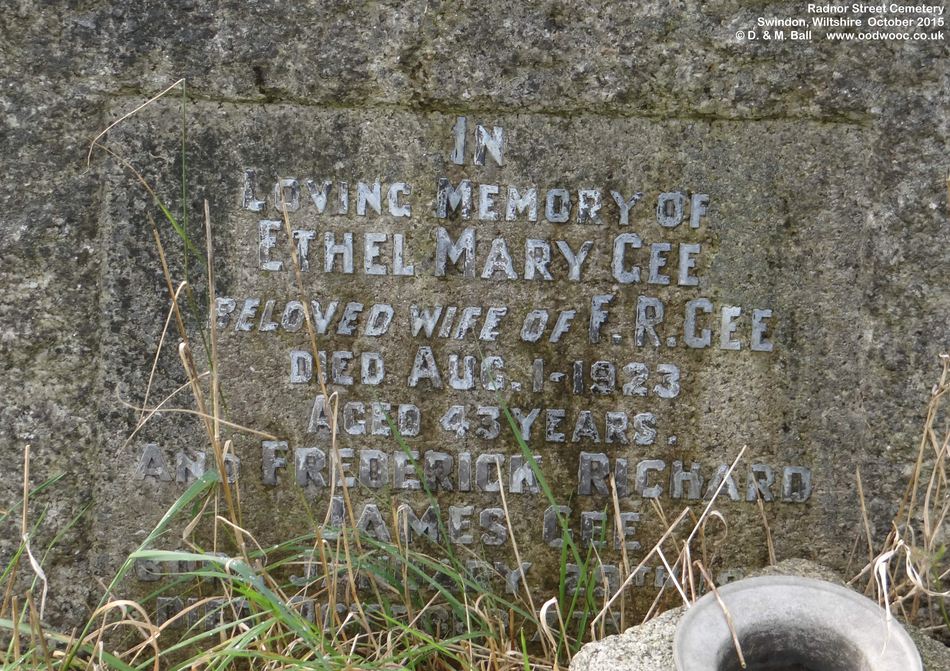 Radnor Street Cemetery
Swindon, Wiltshire October 2015
© D. & M. Ball www.oodwooc.co.uk
IN
LOVING MEMORY OF
ETHEL MARY GEE
BELOVED WIFE OF F.R.GEE
DIED AUG. 1-1923
AGED 43 YEARS.
AND FREDERICK RICHARD
JAMES GEE